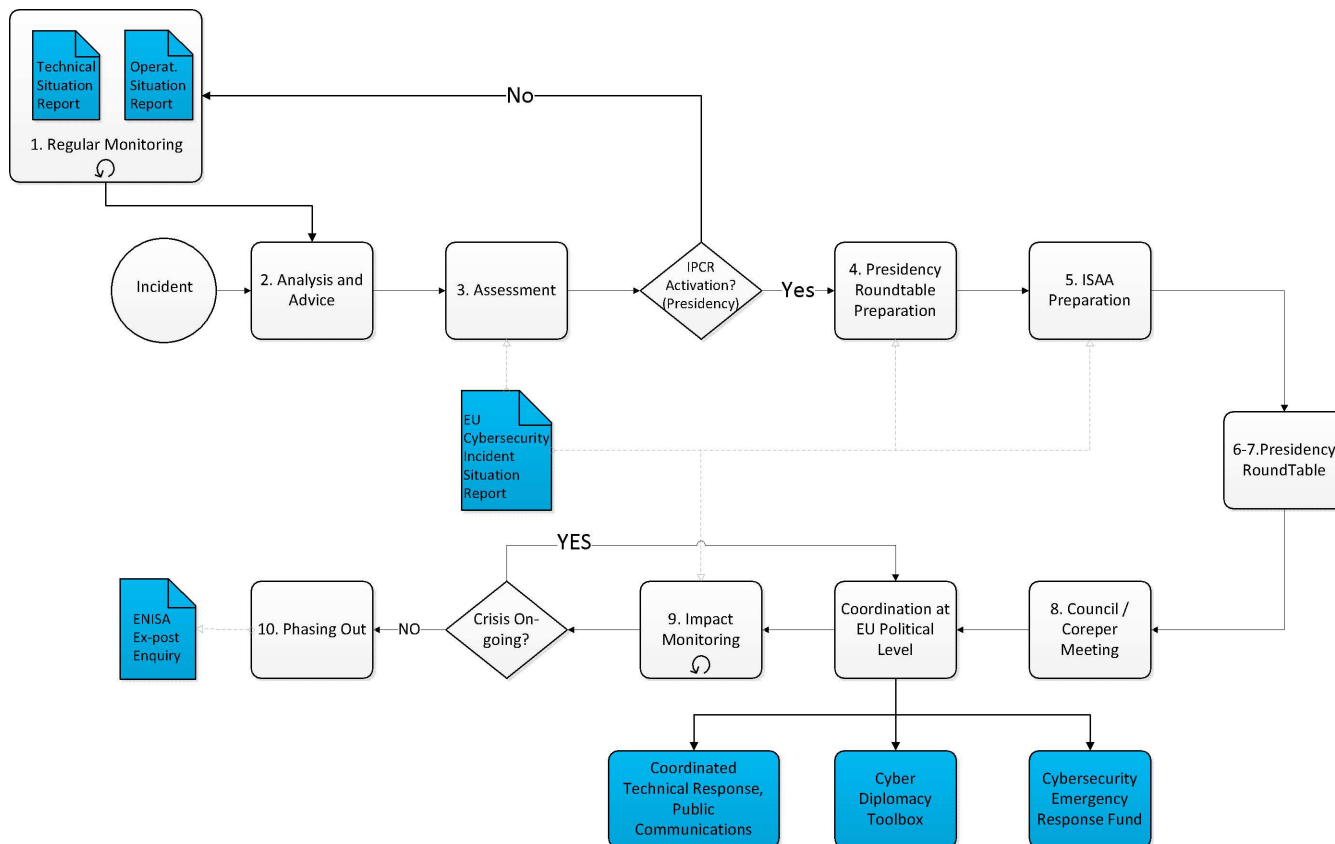 Technical
Situation
Report
Operat.
Situation
Report
1. Regular Monitoring
No
Incident
2. Analysis and
Advice
3. Assessment
IPCR
Activation?
(Presidency)
Yes
4. Presidency
Roundtable
Preparation
5. ISAA
Preparation
EU
Cybersecurity
Incident
Situation
Report
6-7.Presidency
RoundTable
YES
ENISA
Ex-post
Enquiry
10. Phasing Out
NO
Crisis On-
going?
9. Impact
Monitoring
Coordination at
EU Political
Level
8. Council /
Coreper
Meeting
Coordinated
Technical Response,
Public
Communications
Cyber
Diplomacy
Toolbox
Cybersecurity
Emergency
Response Fund